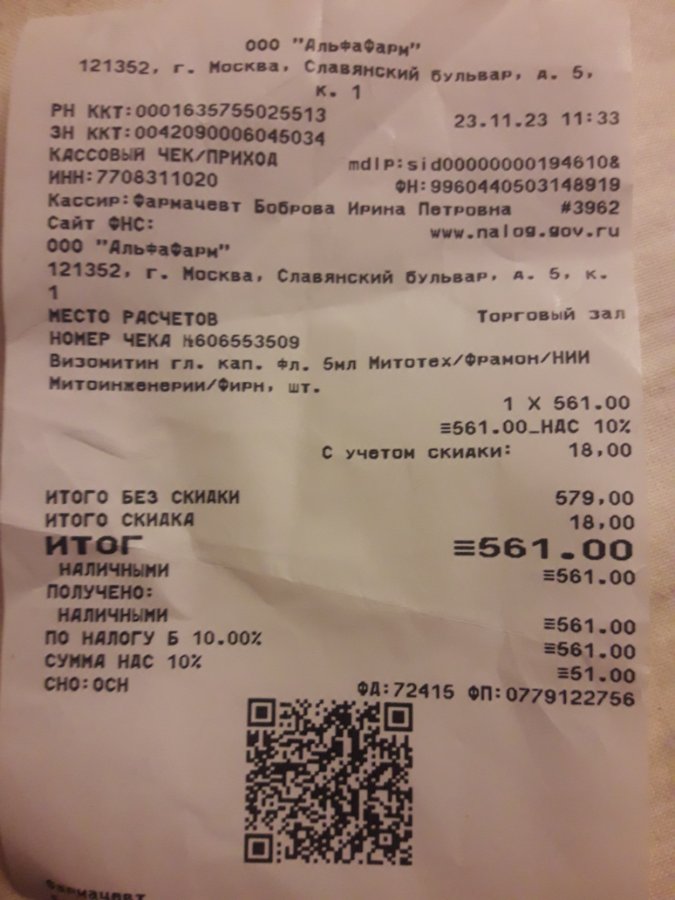 ООО "АльфаФарм"
121352, г. Москва, Славянский бульвар, д. 5,
к. 1
РН ККТ:0001635755025513 23.11.23 11:33
ЗН ККТ:0042090006045034
КАССОВЫЙ ЧЕК/ПРИХОД mdlp:sid00000000194610&
ИНН:7708311020 ФН:9960440503148919
Кассир:Фармацевт Боброва Ирина Петровна #3962
Сайт ФНС: www.nalog.gov.ru
ООО "АльфаФарм"
121352, г. Москва, Славянский бульвар, д. 5, к.
1
МЕСТО РАСЧЕТОВ Торговый зал
НОМЕР ЧЕКА №606553509
Визомитин гл. кап. фл. 5мл Митотех/Фрамон/НИИ
Митоинженерии/Фирн, шт.
1 X 561.00
≡561.00_НДС 10%
С учетом скидки: 18,00
ИТОГО БЕЗ СКИДКИ 579,00
ИТОГО СКИДКА 18,00
ИТОГ ≡561.00
НАЛИЧНЫМИ ≡561.00
ПОЛУЧЕНО:
НАЛИЧНЫМИ ≡561.00
ПО НАЛОГУ Б 10.00% ≡561.00
СУММА НДС 10% ≡51.00
СНО:ОСН ФД:72415 ФП:0779122756
Фармацевт